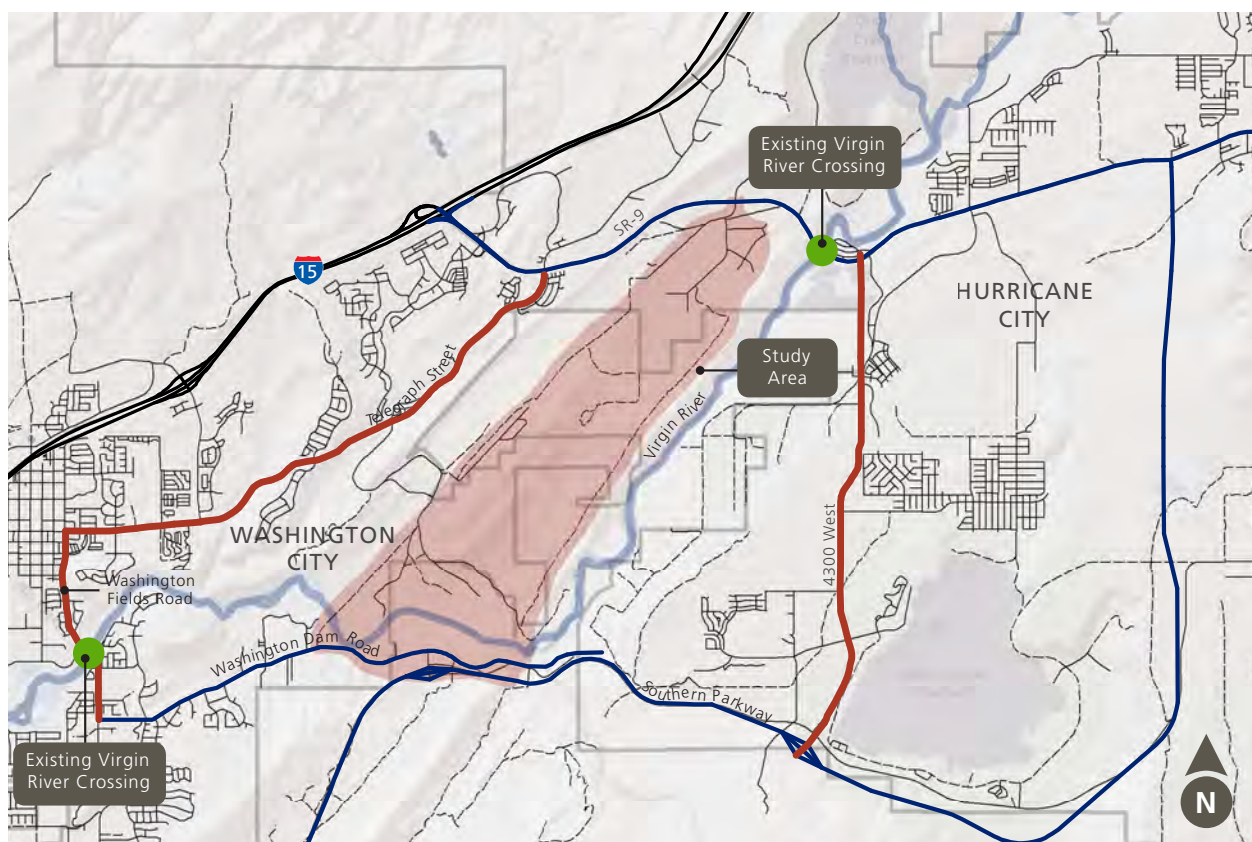 Existing Virgin
River Crossing
SR-9
15
HURRICANE
CITY
Study
Area
Telegraph Street
Virgin River
WASHINGTON
CITY
4300 West
Washington
Fields Road
Washington Dam Road
Southern Parkway
Existing Virgin
River Crossing
N